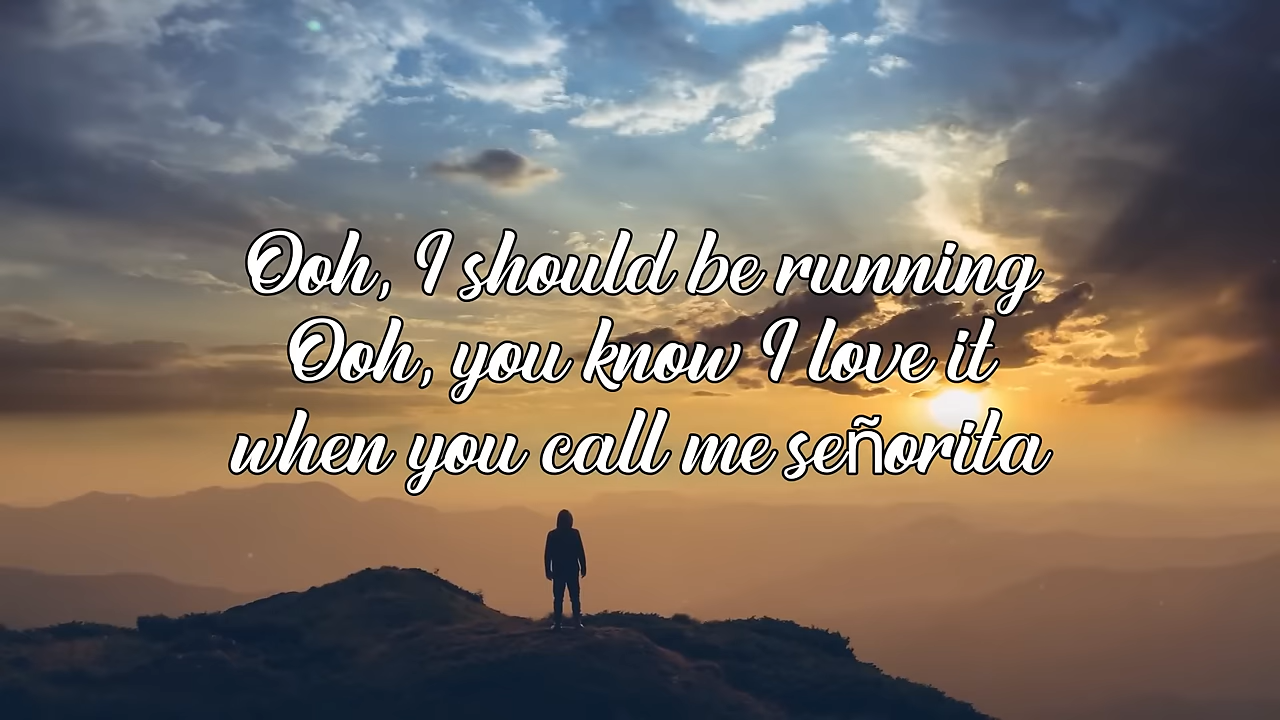 Ooh, I should be running
Ooh, you know I love it
when you call me señorita